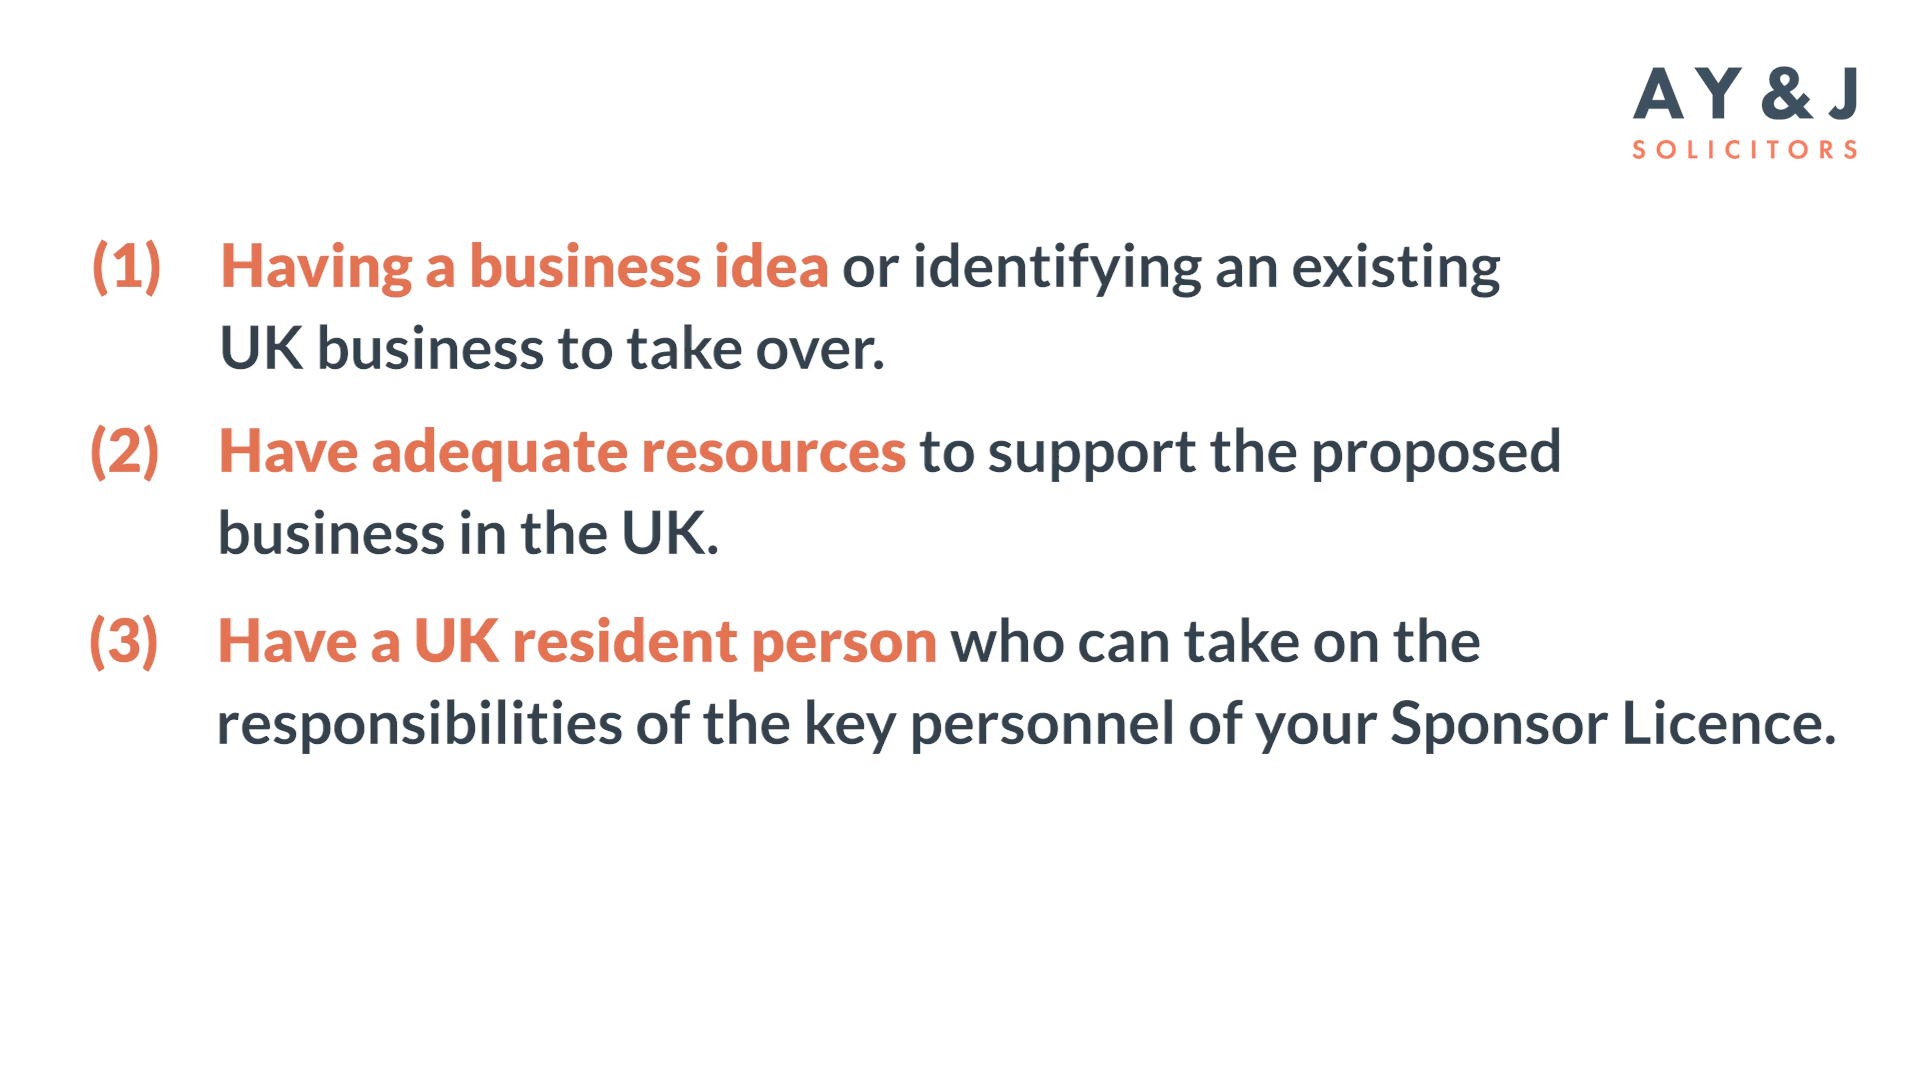 AY&J
SOLICITORS
(1) Having a business idea or identifying an existing
UK business to take over.
(2) Have adequate resources to support the proposed
business in the UK.
(3) Have a UK resident person who can take on the
responsibilities of the key personnel of your Sponsor Licence.